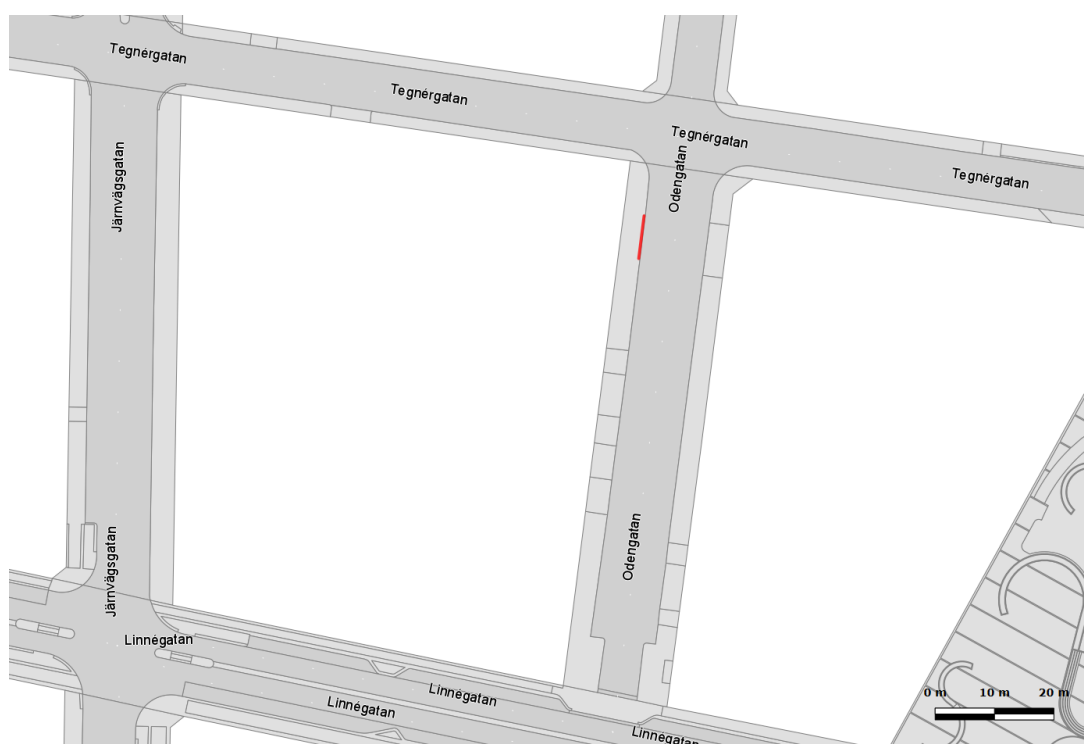 Tegnérgatan
Tegnérgatan
Tegnérgatan
Tegnérgatan
Järnvägsgatan
Odengatan
Järnvägsgatan
Odengatan
Linnégatan
Linnégatan
Linnégatan
Linnégatan
0 m 10 m 20 m